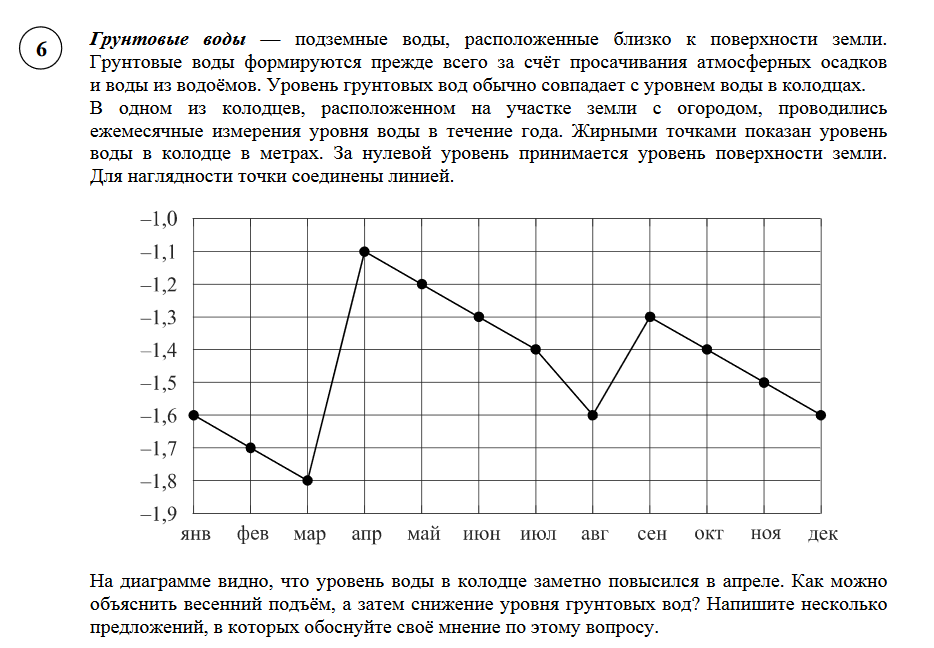 6
Грунтовые воды — подземные воды, расположенные близко к поверхности земли.
Грунтовые воды формируются прежде всего за счёт просачивания атмосферных осадков
и воды из водоёмов. Уровень грунтовых вод обычно совпадает с уровнем воды в колодцах.
В одном из колодцев, расположенном на участке земли с огородом, проводились
ежемесячные измерения уровня воды в течение года. Жирными точками показан уровень
воды в колодце в метрах. За нулевой уровень принимается уровень поверхности земли.
Для наглядности точки соединены линией.
–1,0
–1,1
–1,2
–1,3
–1,4
–1,5
–1,6
–1,7
–1,8
–1,9
янв фев мар апр май июн июл авг сен окт ноя дек
На диаграмме видно, что уровень воды в колодце заметно повысился в апреле. Как можно
объяснить весенний подъём, а затем снижение уровня грунтовых вод? Напишите несколько
предложений, в которых обоснуйте своё мнение по этому вопросу.